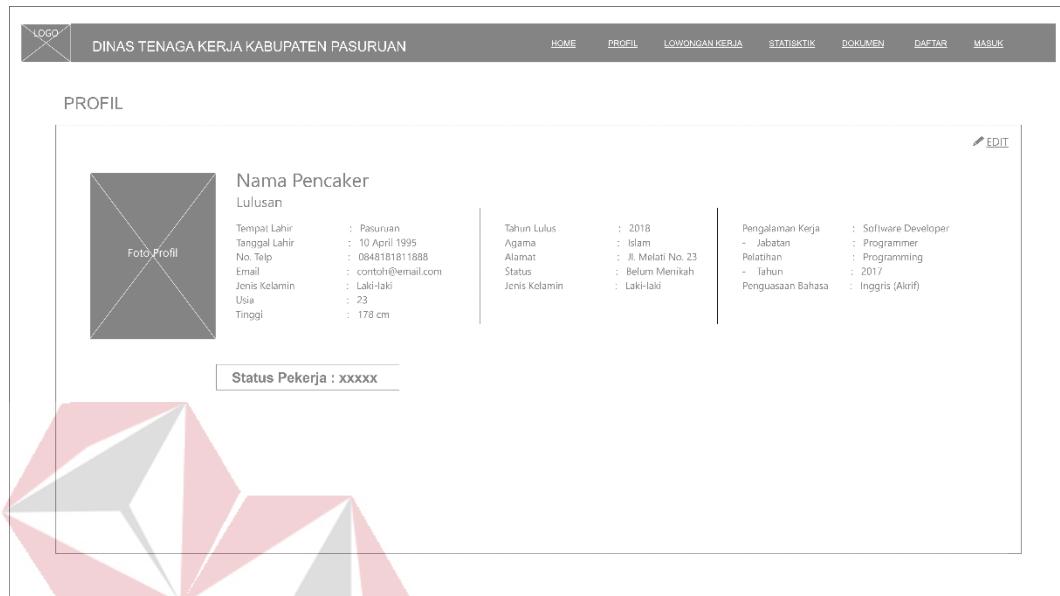 LOGO
DINAS TENAGA KERJA KABUPATEN PASURUAN
HOME PROFIL LOWONGAN KERJA STATISKTIK DOKUMEN DAFTAR MASUK
PROFIL
EDIT
Foto Profil
Nama Pencaker
Lulusan
Tempat Lahir : Pasuruan
Tanggal Lahir : 10 April 1995
No. Telp : 0848181811888
Email : contoh@email.com
Jenis Kelamin : Laki-laki
Usia : 23
Tinggi : 178 cm
Tahun Lulus : 2018
Agama : Islam
Alamat : Jl. Melati No. 23
Status : Belum Menikah
Jenis Kelamin : Laki-laki
Pengalaman Kerja : Software Developer
- Jabatan : Programmer
Pelatihan : Programming
- Tahun : 2017
Penguasaan Bahasa : Inggris (Akrif)
Status Pekerja : xxxxx